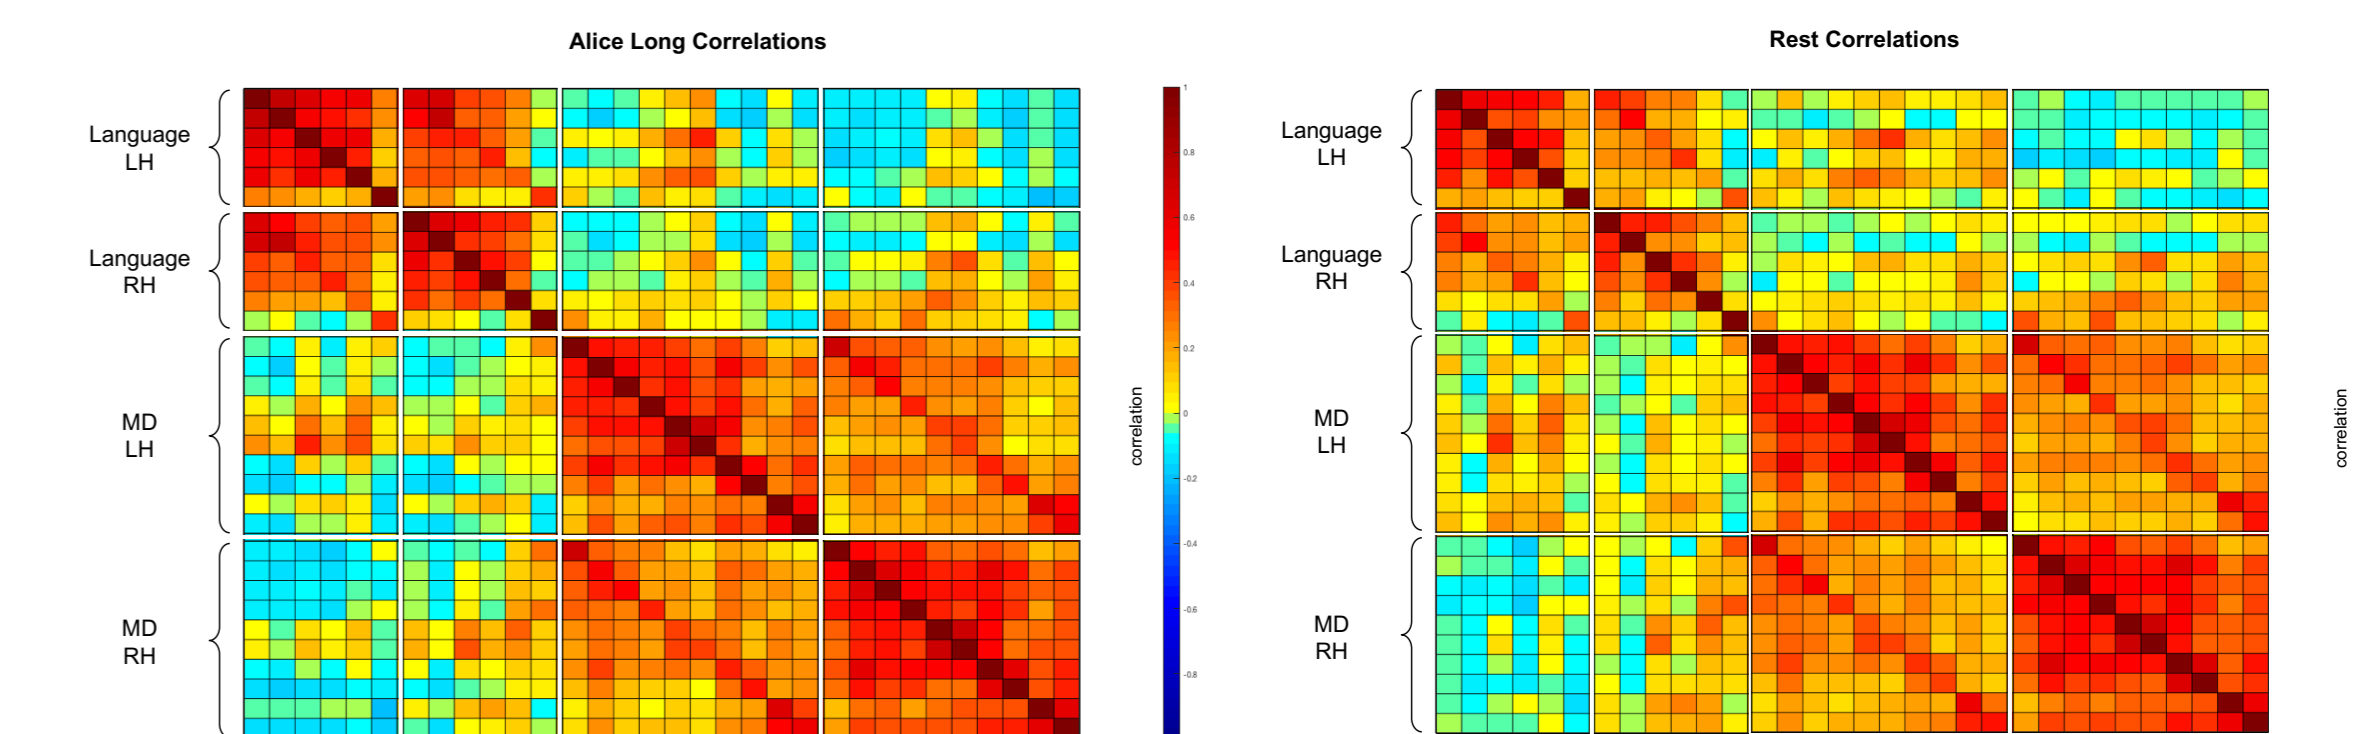 Alice Long Correlations
Language
LH
Language
RH
MD
LH
MD
RH
1
0.8
0.6
0.4
0.2
0
-0.2
-0.4
-0.6
-0.8
correlation
Rest Correlations
Language
LH
Language
RH
MD
LH
MD
RH
correlation